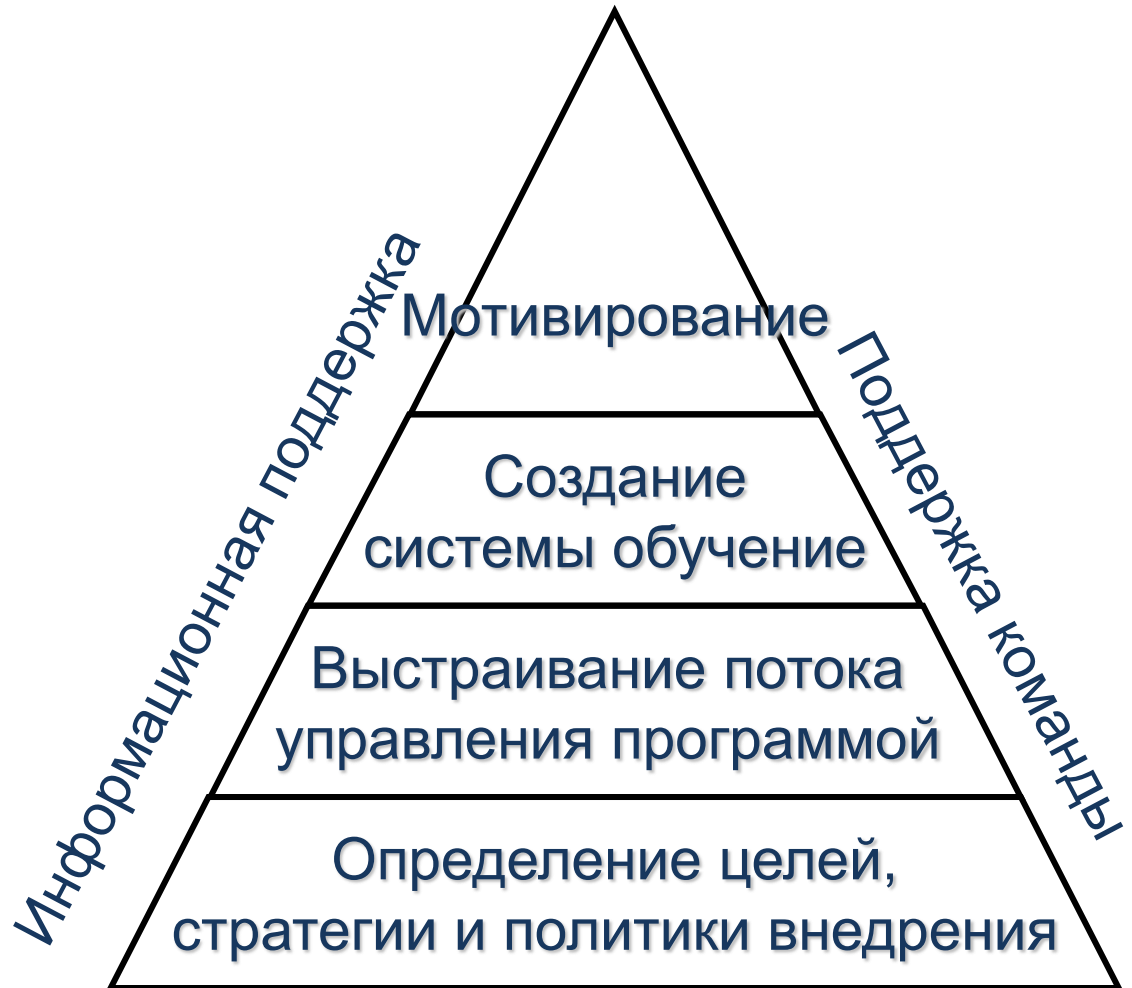 Информационная поддержка
Мотивирование
Поддержка команды
Создание
системы обучение
Выстраивание потока
управления программой
Определение целей,
стратегии и политики внедрения